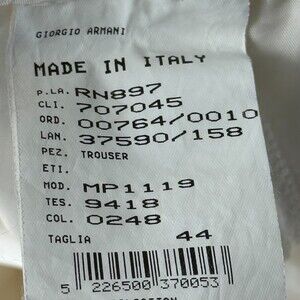 GIORGIO ARMANI
MADE IN ITALY
P.LA. RN897
CLI. 707045
ORD. 00764/0010
LAN. 37590/158
PEZ. TROUSER
ETI.
MOD. MP1119
TES. 9418
COL. 0248
TAGLIA 44
5 226500 370053